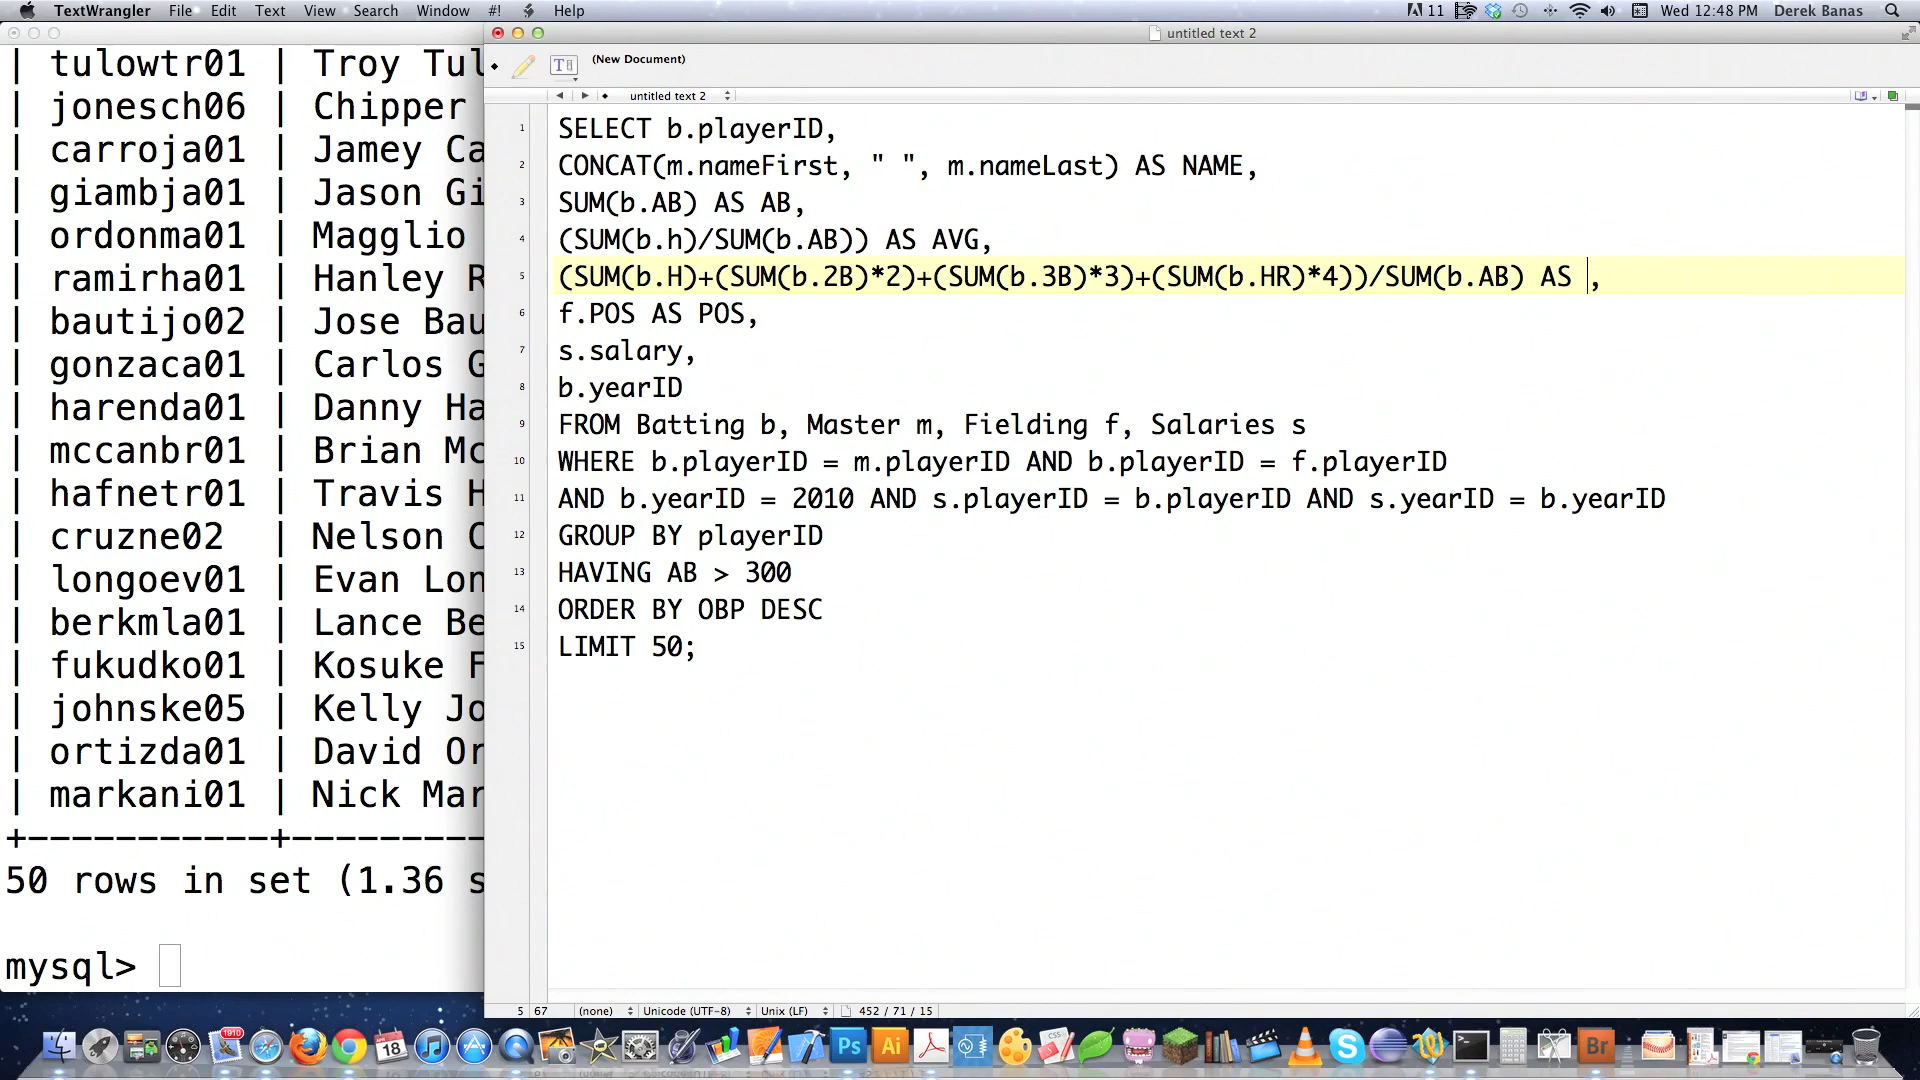 TextWrangler File Edit Text View Search Window #! Help 11 Wed 12:48 PM Derek Banas
untitled text 2
(New Document)
untitled text 2
| tulowtr01 | Troy Tul
| jonesch06 | Chipper
| carroja01 | Jamey Ca
| giambja01 | Jason Gi
| ordonma01 | Magglio
| ramirha01 | Hanley R
| bautijo02 | Jose Bau
| gonzaca01 | Carlos G
| harenda01 | Danny Ha
| mccanbr01 | Brian Mc
| hafnetr01 | Travis H
| cruzne02 | Nelson C
| longoev01 | Evan Lon
| berkmla01 | Lance Be
| fukudko01 | Kosuke F
| johnske05 | Kelly Jo
| ortizda01 | David Or
| markani01 | Nick Mar
+-----------+---------
50 rows in set (1.36 s
mysql>
1 SELECT b.playerID,
2 CONCAT(m.nameFirst, " ", m.nameLast) AS NAME,
3 SUM(b.AB) AS AB,
4 (SUM(b.h)/SUM(b.AB)) AS AVG,
5 (SUM(b.H)+(SUM(b.2B)*2)+(SUM(b.3B)*3)+(SUM(b.HR)*4))/SUM(b.AB) AS ,
6 f.POS AS POS,
7 s.salary,
8 b.yearID
9 FROM Batting b, Master m, Fielding f, Salaries s
10 WHERE b.playerID = m.playerID AND b.playerID = f.playerID
11 AND b.yearID = 2010 AND s.playerID = b.playerID AND s.yearID = b.yearID
12 GROUP BY playerID
13 HAVING AB > 300
14 ORDER BY OBP DESC
15 LIMIT 50;
5 67 (none) Unicode (UTF-8) Unix (LF) 452 / 71 / 15
1910
18
Ps
Ai
Br